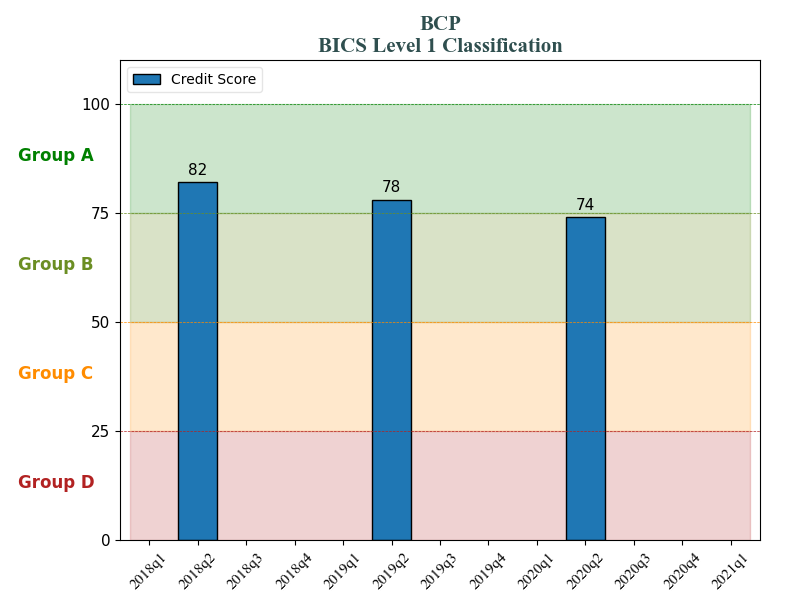 BCP
BICS Level 1 Classification
Credit Score
100
Group A
82
78
74
75
Group B
50
Group C
25
Group D
0
2018q1
2018q2
2018q3
2018q4
2019q1
2019q2
2019q3
2019q4
2020q1
2020q2
2020q3
2020q4
2021q1